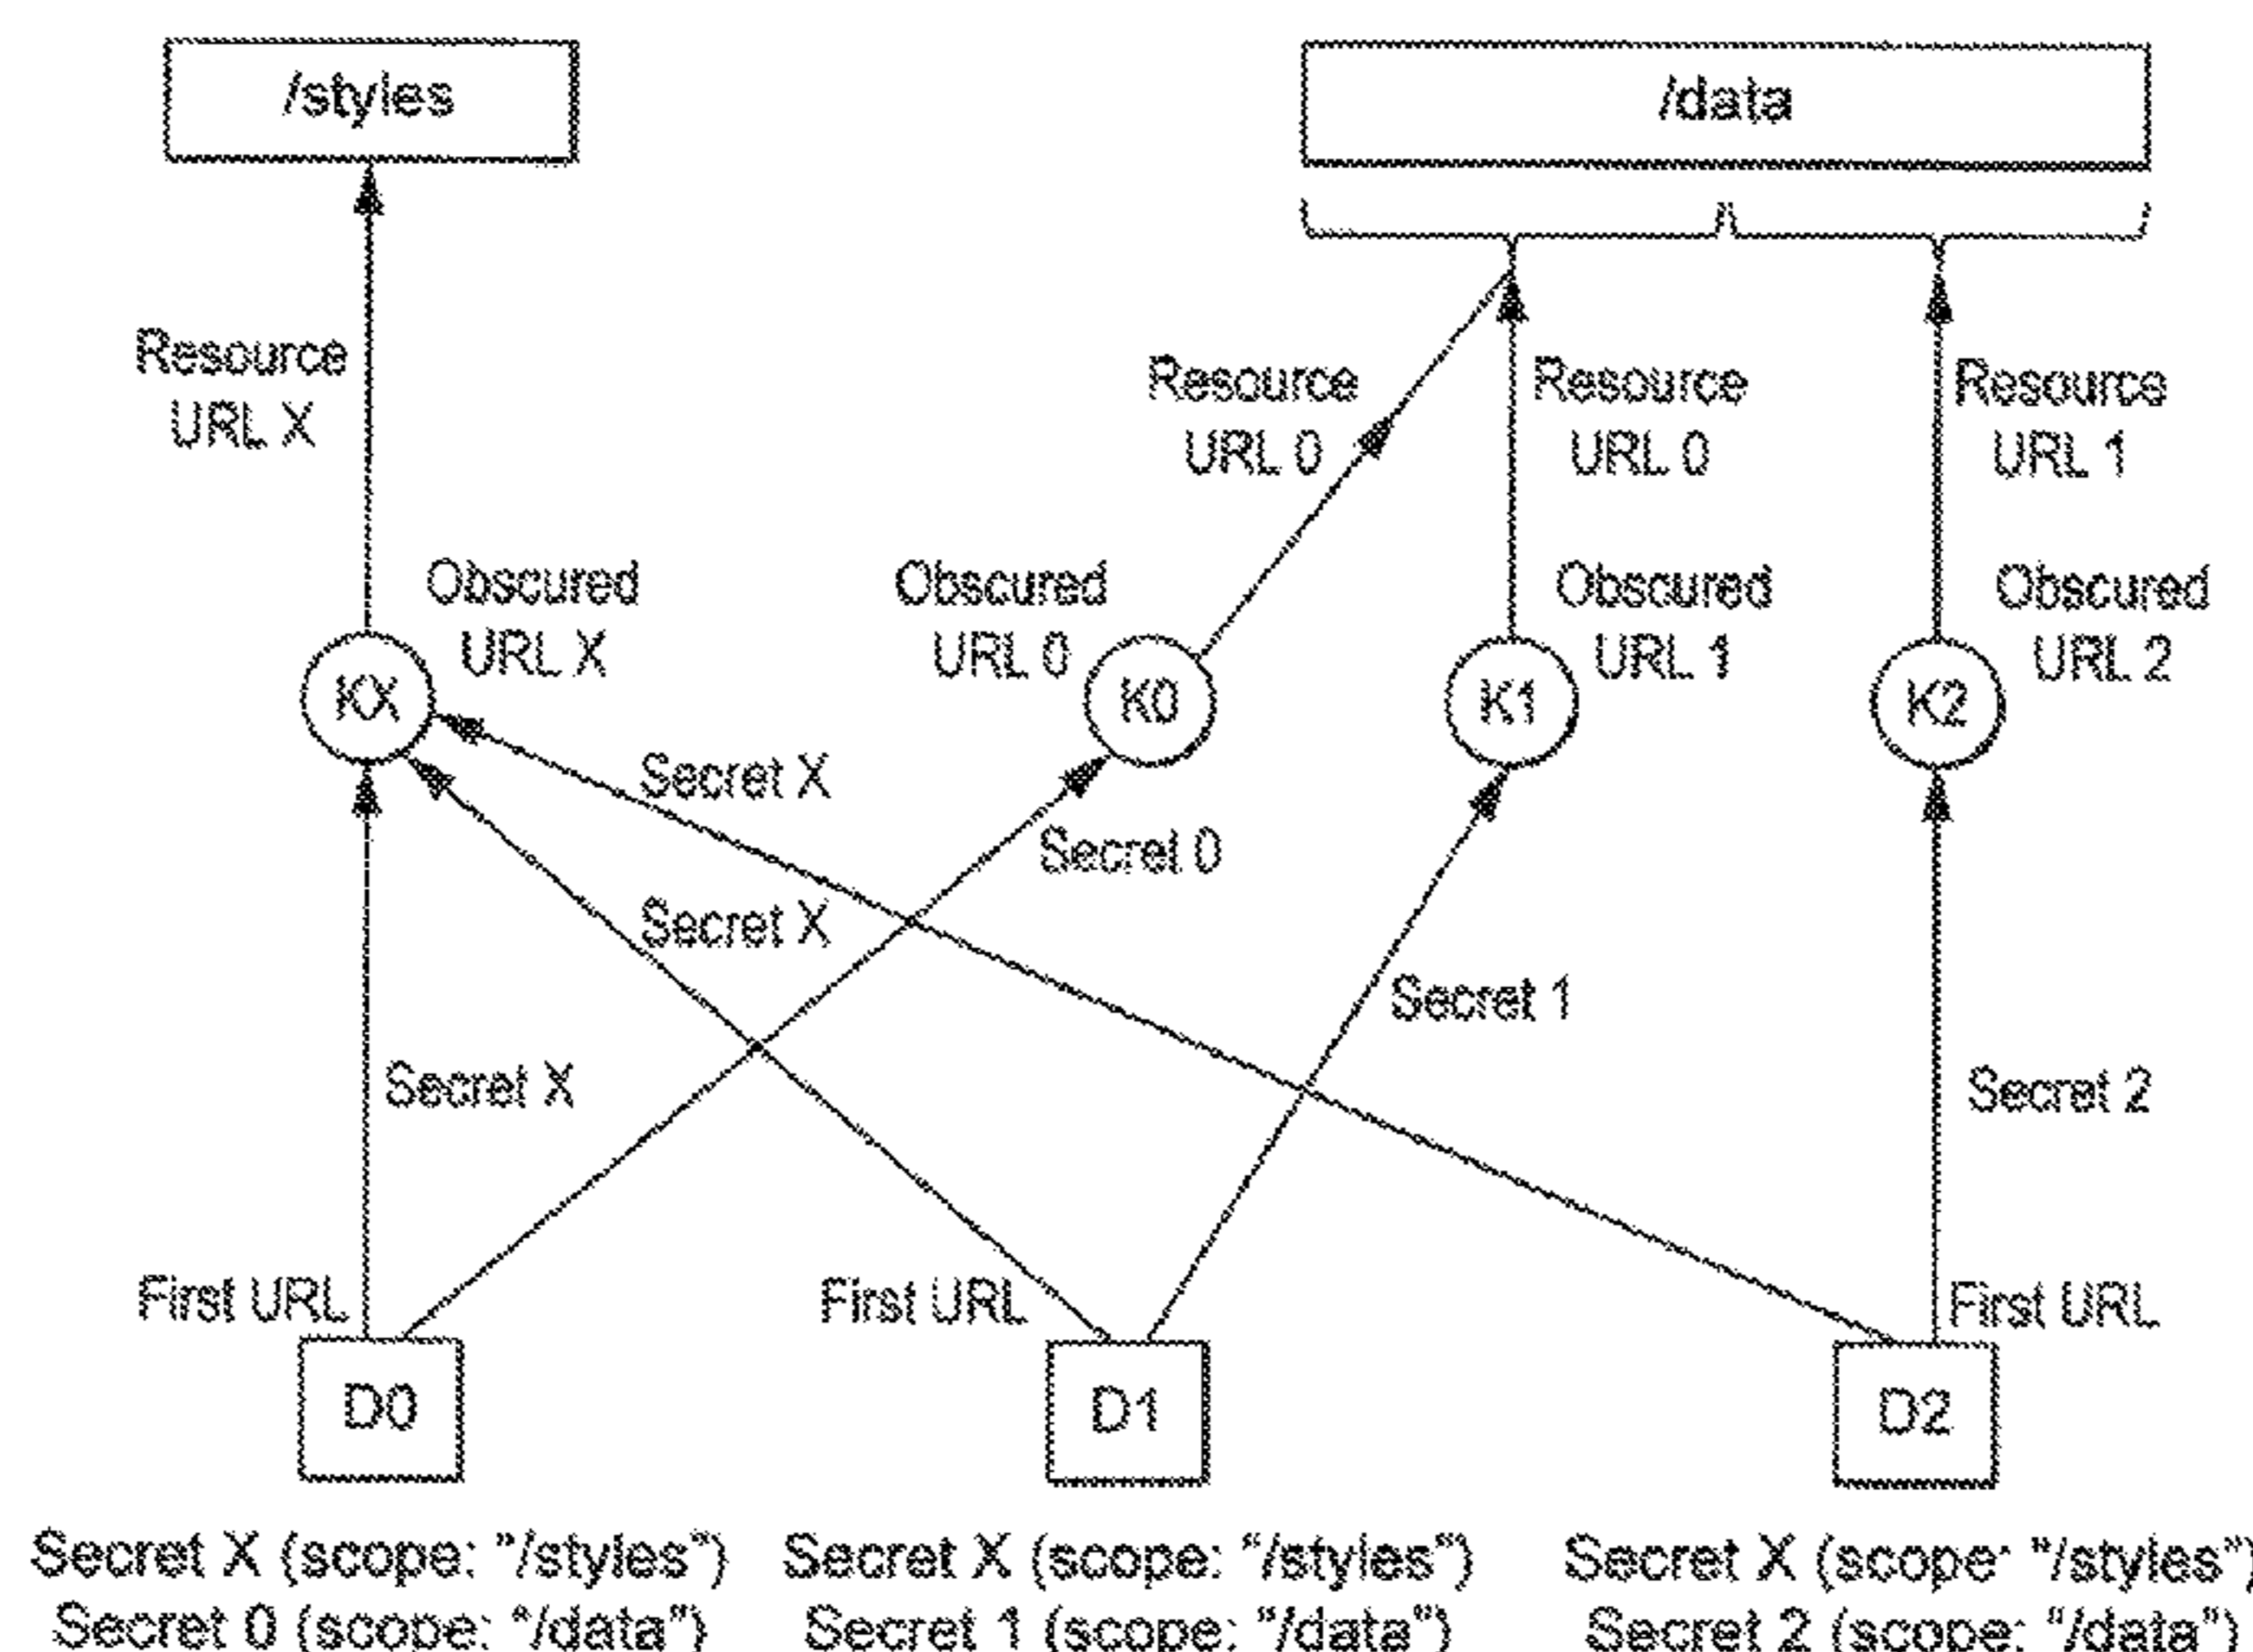 /styles
/data
Resource
URL X
Resource
URL 0
Resource
URL 0
Resource
URL 1
Obscured
URL X
Obscured
URL 0
Obscured
URL 1
Obscured
URL 2
KX
K0
K1
K2
Secret X
Secret 0
Secret X
Secret 1
Secret X
Secret 2
First URL
First URL
First URL
D0
D1
D2
Secret X (scope: "/styles")
Secret 0 (scope: "/data")
Secret X (scope: "/styles")
Secret 1 (scope: "/data")
Secret X (scope: "/styles")
Secret 2 (scope: "/data")